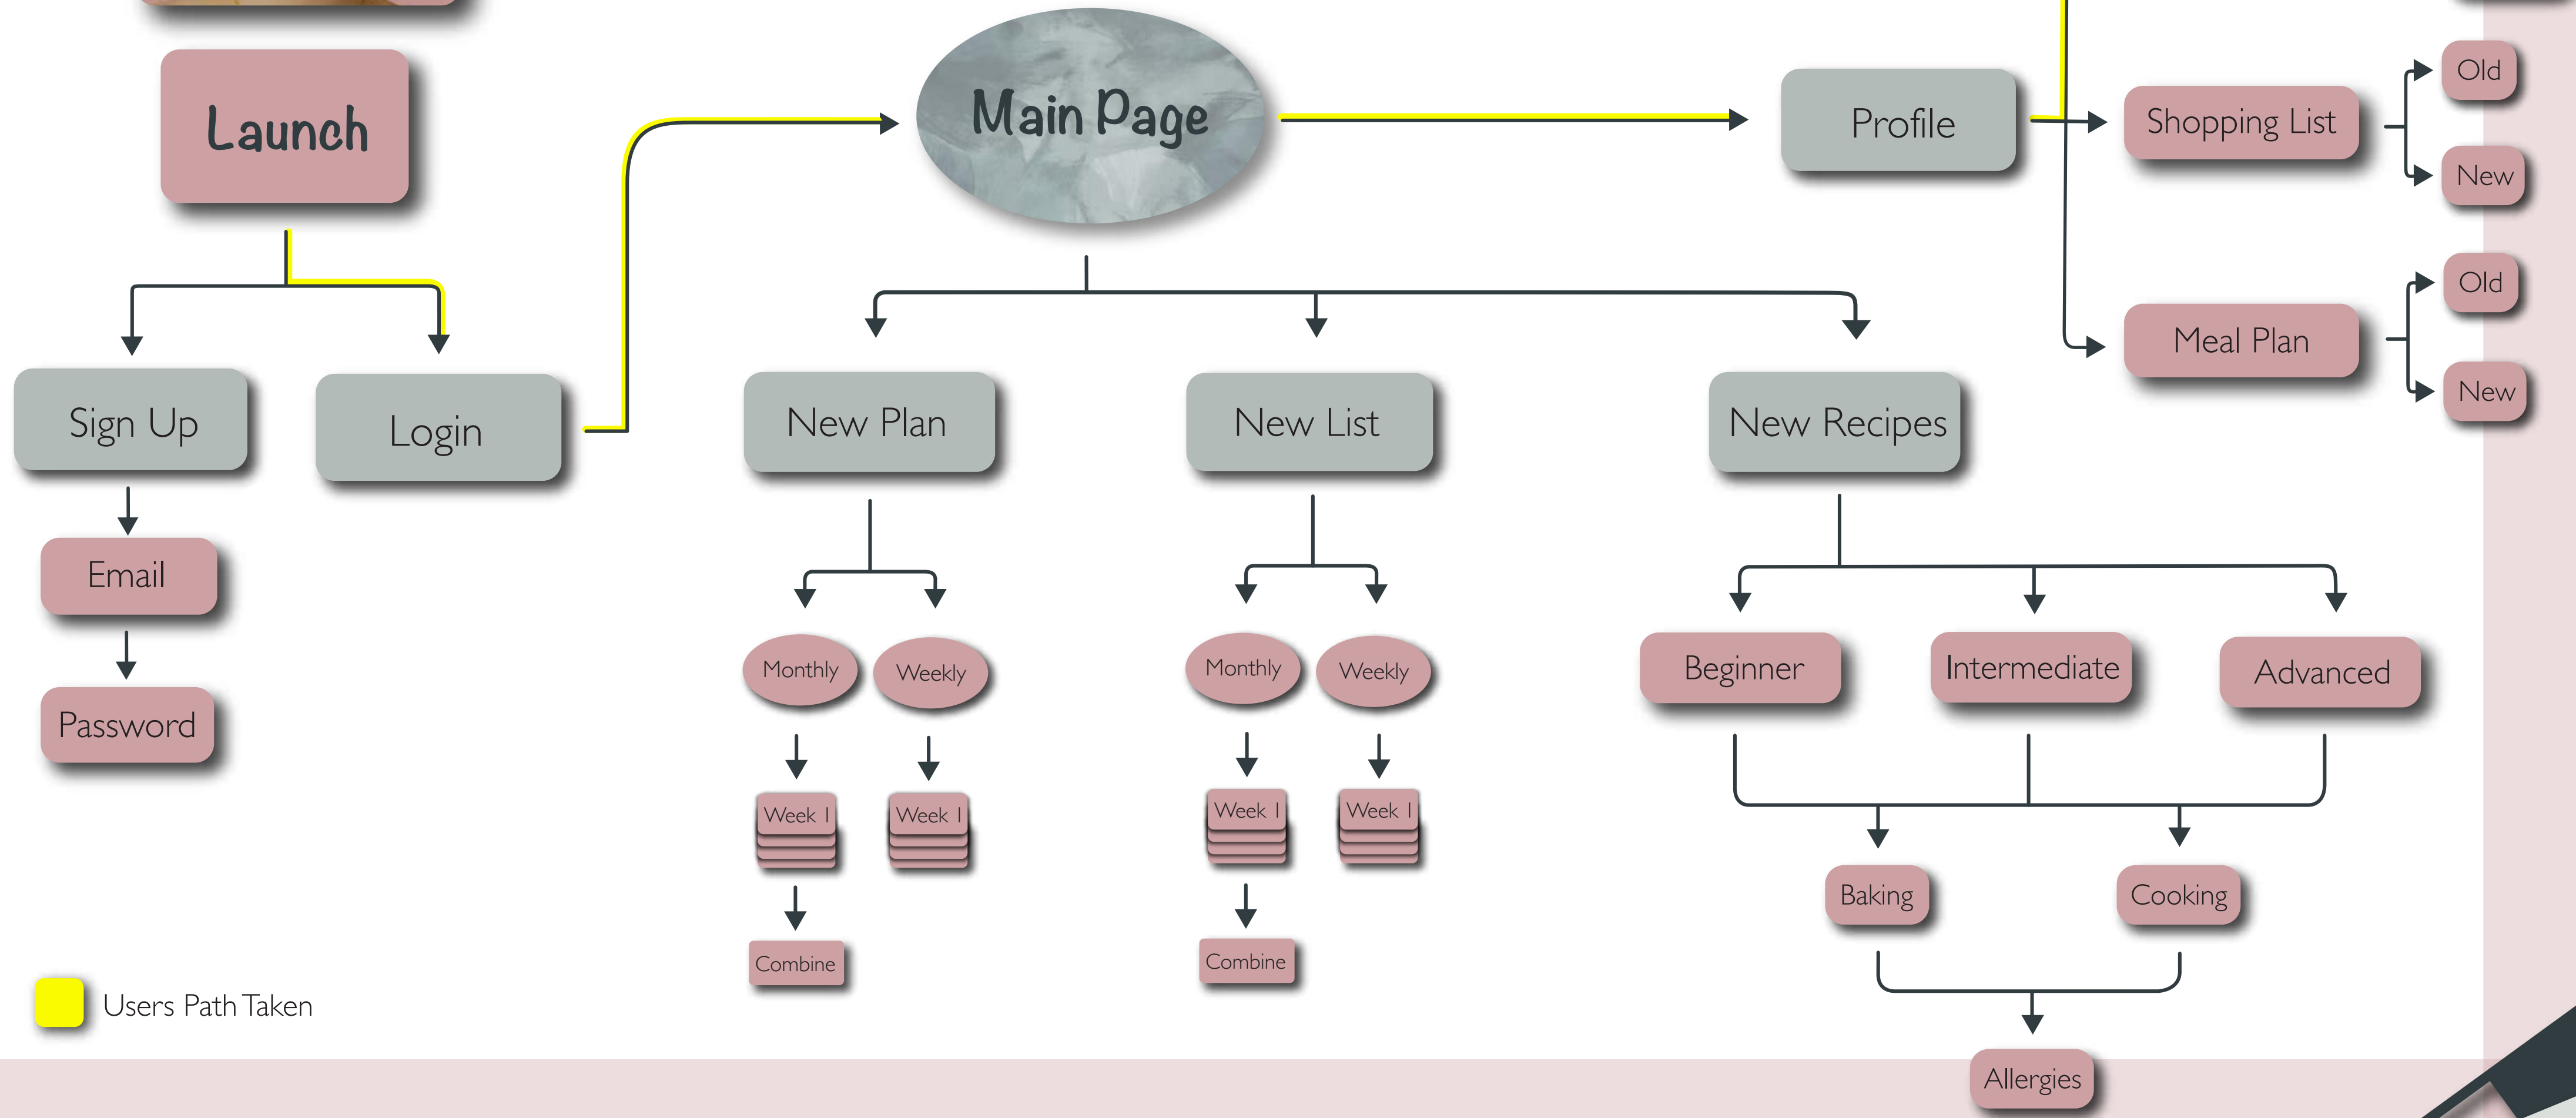 Launch
Main Page
Profile
Shopping List
Old
New
Meal Plan
Old
New
Sign Up
Login
New Plan
New List
New Recipes
Email
Password
Monthly
Weekly
Monthly
Weekly
Beginner
Intermediate
Advanced
Week 1
Week 1
Week 1
Week 1
Baking
Cooking
Combine
Combine
Users Path Taken
Allergies